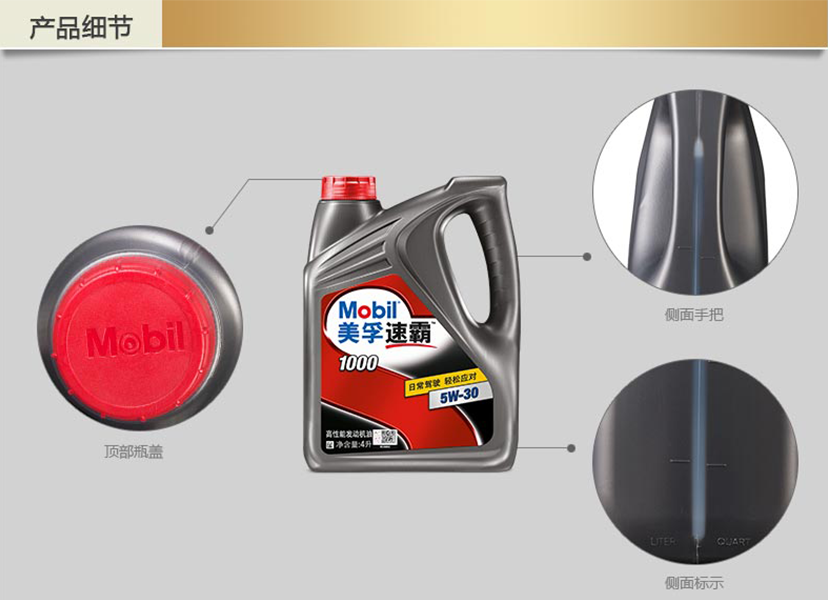 产品细节
Mobil
顶部瓶盖
Mobil
美孚速霸™
1000
日常驾驶 轻松应对
5W-30
高性能发动机油
净含量:4升
侧面手把
LITER QUART
侧面标示